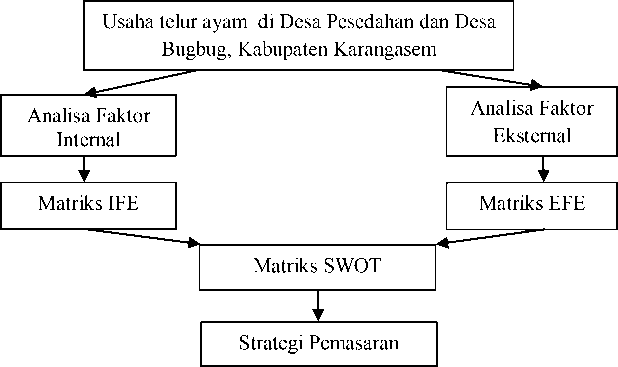 Usaha telur ayam di Desa Pesedahan dan Desa
Bugbug, Kabupaten Karangasem
Analisa Faktor
Internal
Analisa Faktor
Eksternal
Matriks IFE
Matriks EFE
Matriks SWOT
Strategi Pemasaran